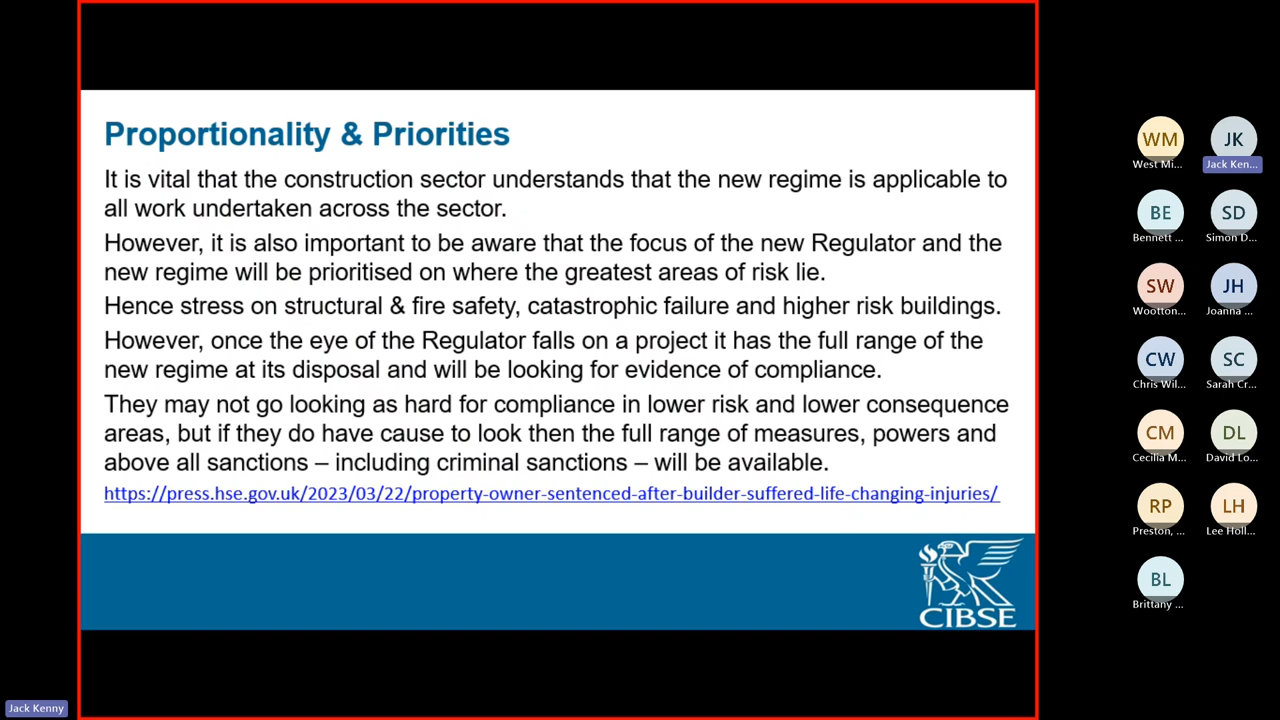 Proportionality & Priorities
It is vital that the construction sector understands that the new regime is applicable to
all work undertaken across the sector.
However, it is also important to be aware that the focus of the new Regulator and the
new regime will be prioritised on where the greatest areas of risk lie.
Hence stress on structural & fire safety, catastrophic failure and higher risk buildings.
However, once the eye of the Regulator falls on a project it has the full range of the
new regime at its disposal and will be looking for evidence of compliance.
They may not go looking as hard for compliance in lower risk and lower consequence
areas, but if they do have cause to look then the full range of measures, powers and
above all sanctions – including criminal sanctions – will be available.
https://press.hse.gov.uk/2023/03/22/property-owner-sentenced-after-builder-suffered-life-changing-injuries/
CIBSE
WM
West Mi...
JK
Jack Ken...
BE
Bennett ...
SD
Simon D...
SW
Wootton...
JH
Joanna ...
CW
Chris Wil...
SC
Sarah Cr...
CM
Cecilia M...
DL
David Lo...
RP
Preston, ...
LH
Lee Holl...
BL
Brittany ...
Jack Kenny